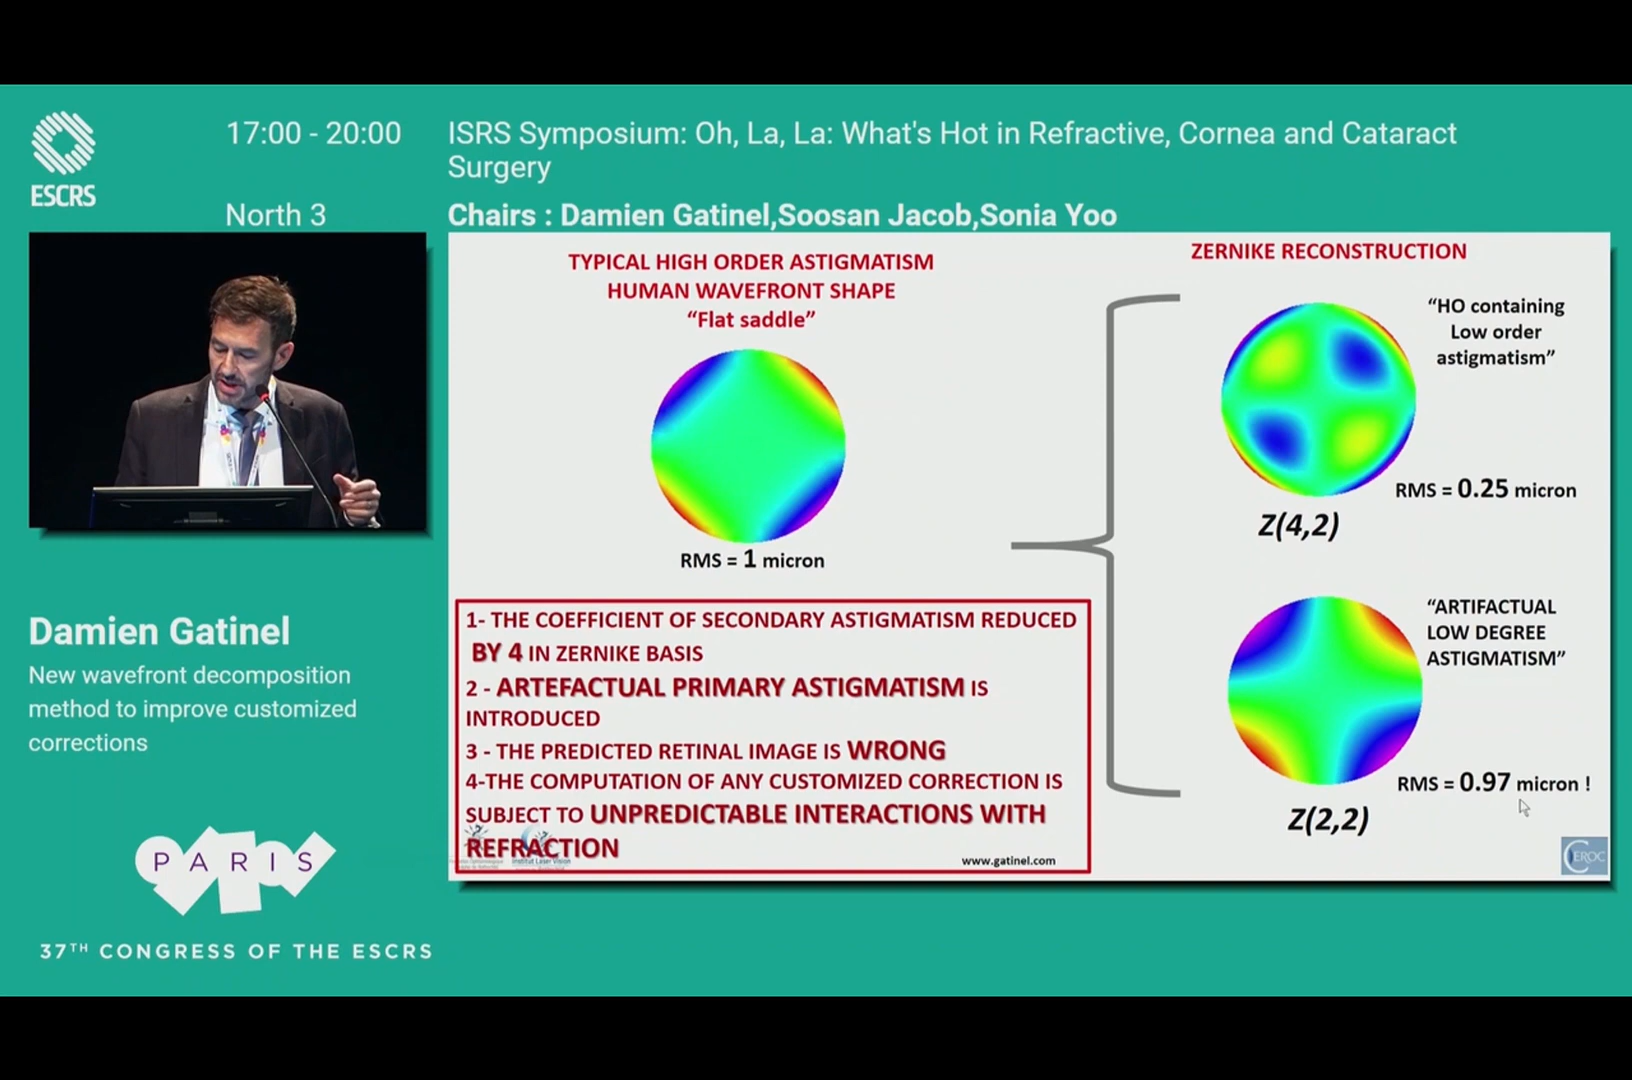 ESCRS
17:00 - 20:00
ISRS Symposium: Oh, La, La: What's Hot in Refractive, Cornea and Cataract
Surgery
North 3
Chairs : Damien Gatinel,Soosan Jacob,Sonia Yoo
TYPICAL HIGH ORDER ASTIGMATISM
HUMAN WAVEFRONT SHAPE
“Flat saddle”
RMS = 1 micron
ZERNIKE RECONSTRUCTION
“HO containing
Low order
astigmatism”
RMS = 0.25 micron
Z(4,2)
“ARTIFACTUAL
LOW DEGREE
ASTIGMATISM”
RMS = 0.97 micron !
Z(2,2)
1- THE COEFFICIENT OF SECONDARY ASTIGMATISM REDUCED
BY 4 IN ZERNIKE BASIS
2 - ARTEFACTUAL PRIMARY ASTIGMATISM IS
INTRODUCED
3 - THE PREDICTED RETINAL IMAGE IS WRONG
4-THE COMPUTATION OF ANY CUSTOMIZED CORRECTION IS
SUBJECT TO UNPREDICTABLE INTERACTIONS WITH
REFRACTION
Institut Laser Vision
www.gatinel.com
CEROC
Damien Gatinel
New wavefront decomposition
method to improve customized
corrections
PARIS
37TH CONGRESS OF THE ESCRS